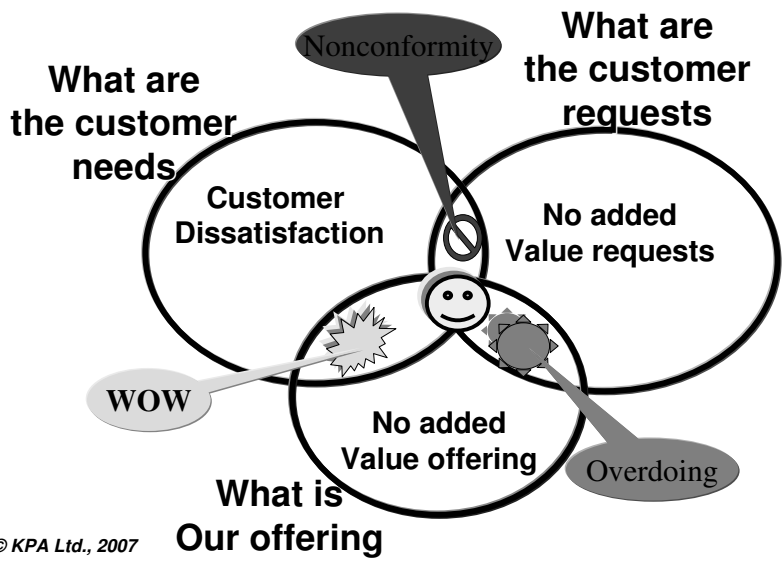 Nonconformity
What are
the customer
requests
What are
the customer
needs
Customer
Dissatisfaction
No added
Value requests
WOW
No added
Value offering
Overdoing
What is
Our offering
© KPA Ltd., 2007